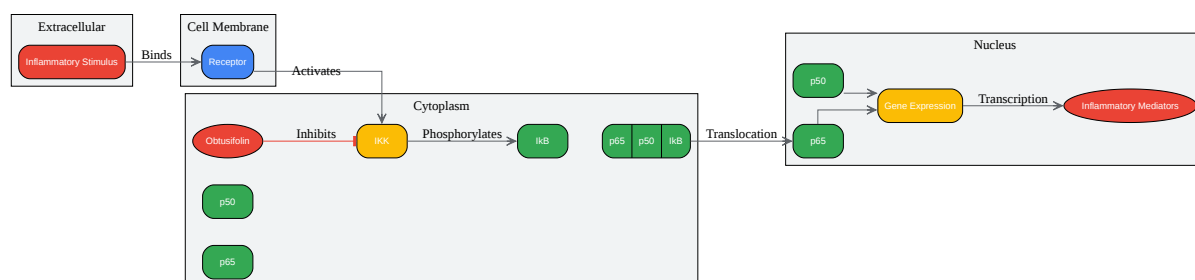 Extracellular
Inflammatory Stimulus
Binds
Cell Membrane
Receptor
Activates
Cytoplasm
Obtusifolin
Inhibits
IKK
Phosphorylates
IkB
p65 p50 IkB
Translocation
p50
p65
Nucleus
p50
p65
Gene Expression
Transcription
Inflammatory Mediators